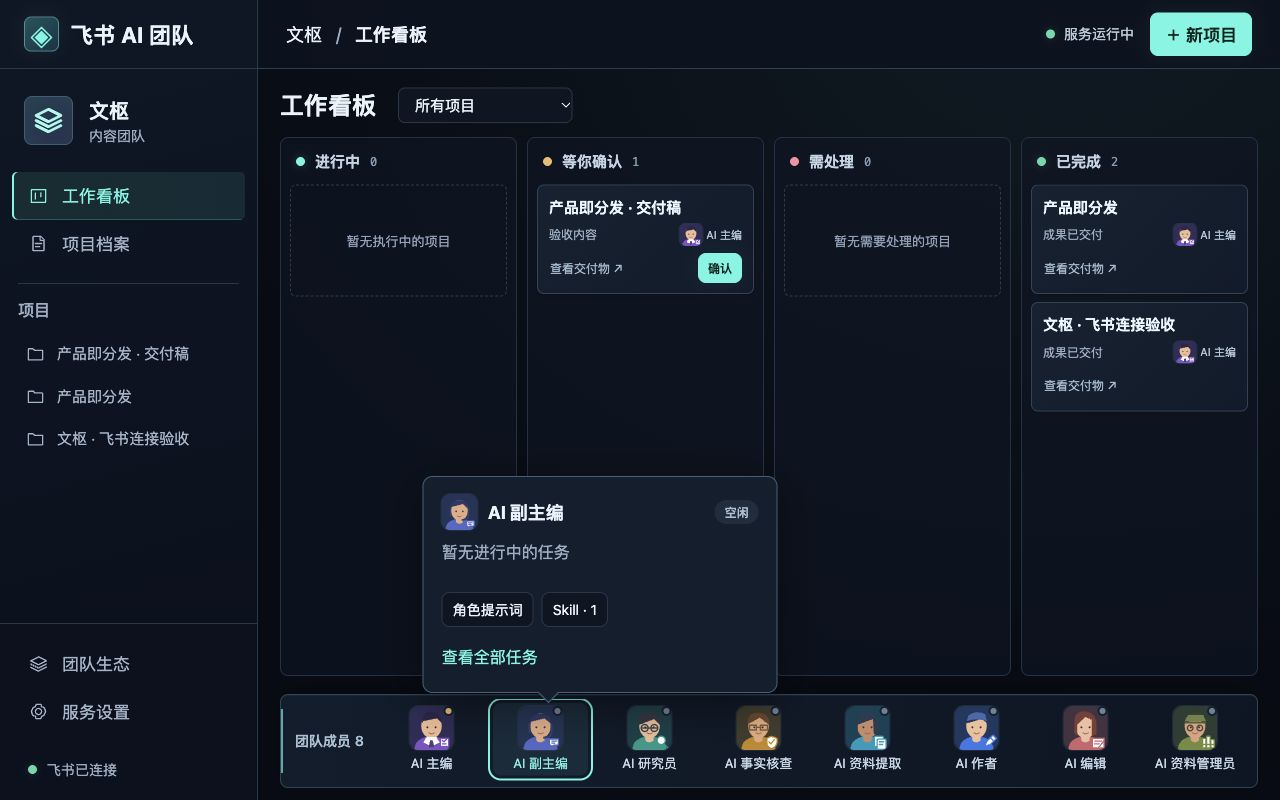 飞书 AI 团队
文枢
内容团队
工作看板
项目档案
项目
产品即分发 · 交付稿
产品即分发
文枢 · 飞书连接验收
团队生态
服务设置
飞书已连接
文枢 / 工作看板
服务运行中
+ 新项目
工作看板
所有项目
进行中 0
暂无执行中的项目
等你确认 1
产品即分发 · 交付稿
验收内容
AI 主编
查看交付物 ↗
确认
需处理 0
暂无需要处理的项目
已完成 2
产品即分发
成果已交付
AI 主编
查看交付物 ↗
文枢 · 飞书连接验收
成果已交付
AI 主编
查看交付物 ↗
AI 副主编
空闲
暂无进行中的任务
角色提示词
Skill · 1
查看全部任务
团队成员 8
AI 主编
AI 副主编
AI 研究员
AI 事实核查
AI 资料提取
AI 作者
AI 编辑
AI 资料管理员